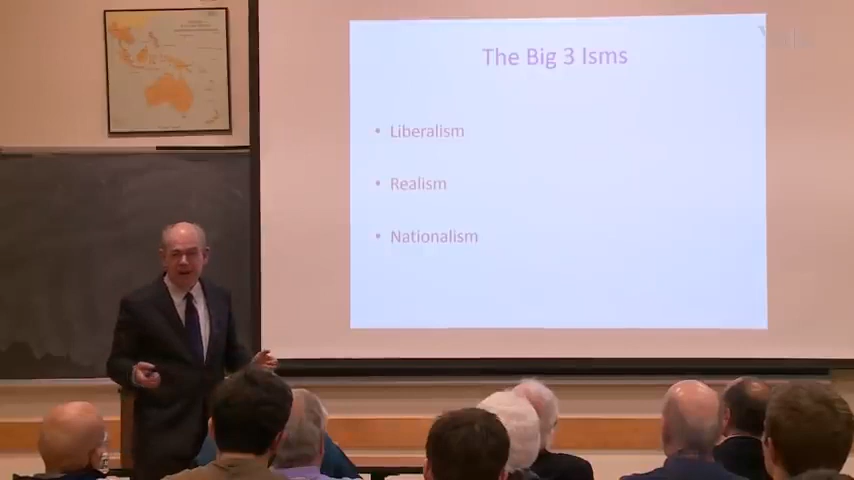 The Big 3 Isms
• Liberalism
• Realism
• Nationalism